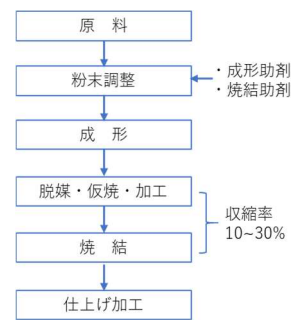 原 料
粉末調整
・成形助剤
・焼結助剤
成 形
脱媒・仮焼・加工
収縮率
10~30%
焼 結
仕上げ加工